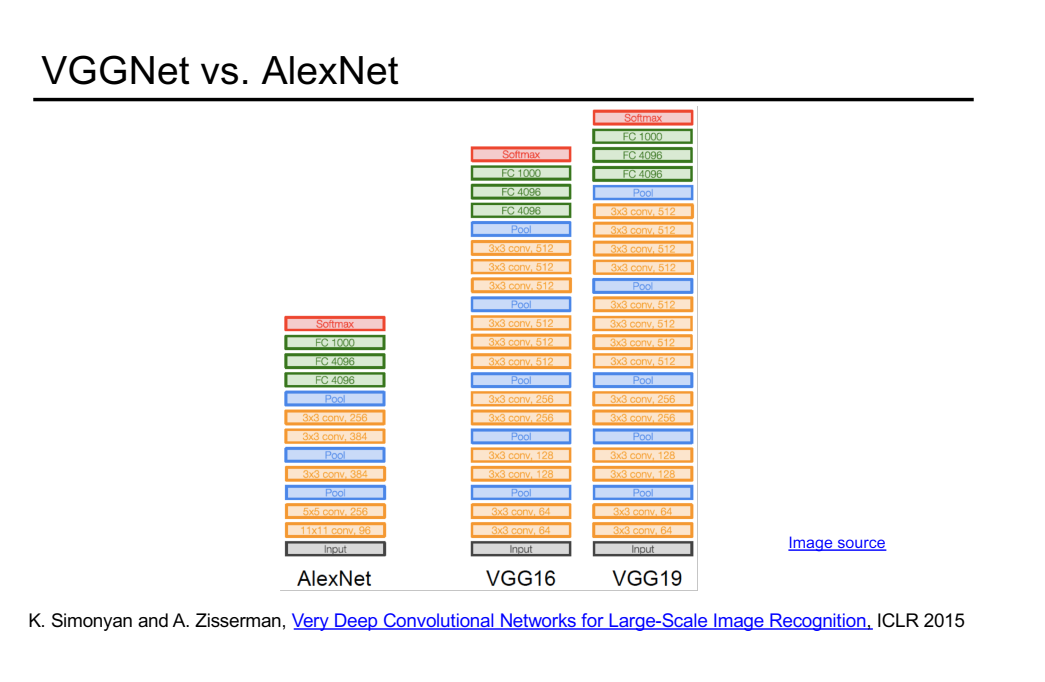 VGGNet vs. AlexNet
Softmax
FC 1000
FC 4096
FC 4096
Pool
3x3 conv, 256
3x3 conv, 384
Pool
3x3 conv, 384
Pool
5x5 conv, 256
11x11 conv, 96
Input
AlexNet
Softmax
FC 1000
FC 4096
FC 4096
Pool
3x3 conv, 512
3x3 conv, 512
3x3 conv, 512
Pool
3x3 conv, 512
3x3 conv, 512
3x3 conv, 512
Pool
3x3 conv, 256
3x3 conv, 256
Pool
3x3 conv, 128
3x3 conv, 128
Pool
3x3 conv, 64
3x3 conv, 64
Input
VGG16
Softmax
FC 1000
FC 4096
FC 4096
Pool
3x3 conv, 512
3x3 conv, 512
3x3 conv, 512
3x3 conv, 512
Pool
3x3 conv, 512
3x3 conv, 512
3x3 conv, 512
3x3 conv, 512
Pool
3x3 conv, 256
3x3 conv, 256
Pool
3x3 conv, 128
3x3 conv, 128
Pool
3x3 conv, 64
3x3 conv, 64
Input
VGG19
Image source
K. Simonyan and A. Zisserman, Very Deep Convolutional Networks for Large-Scale Image Recognition, ICLR 2015